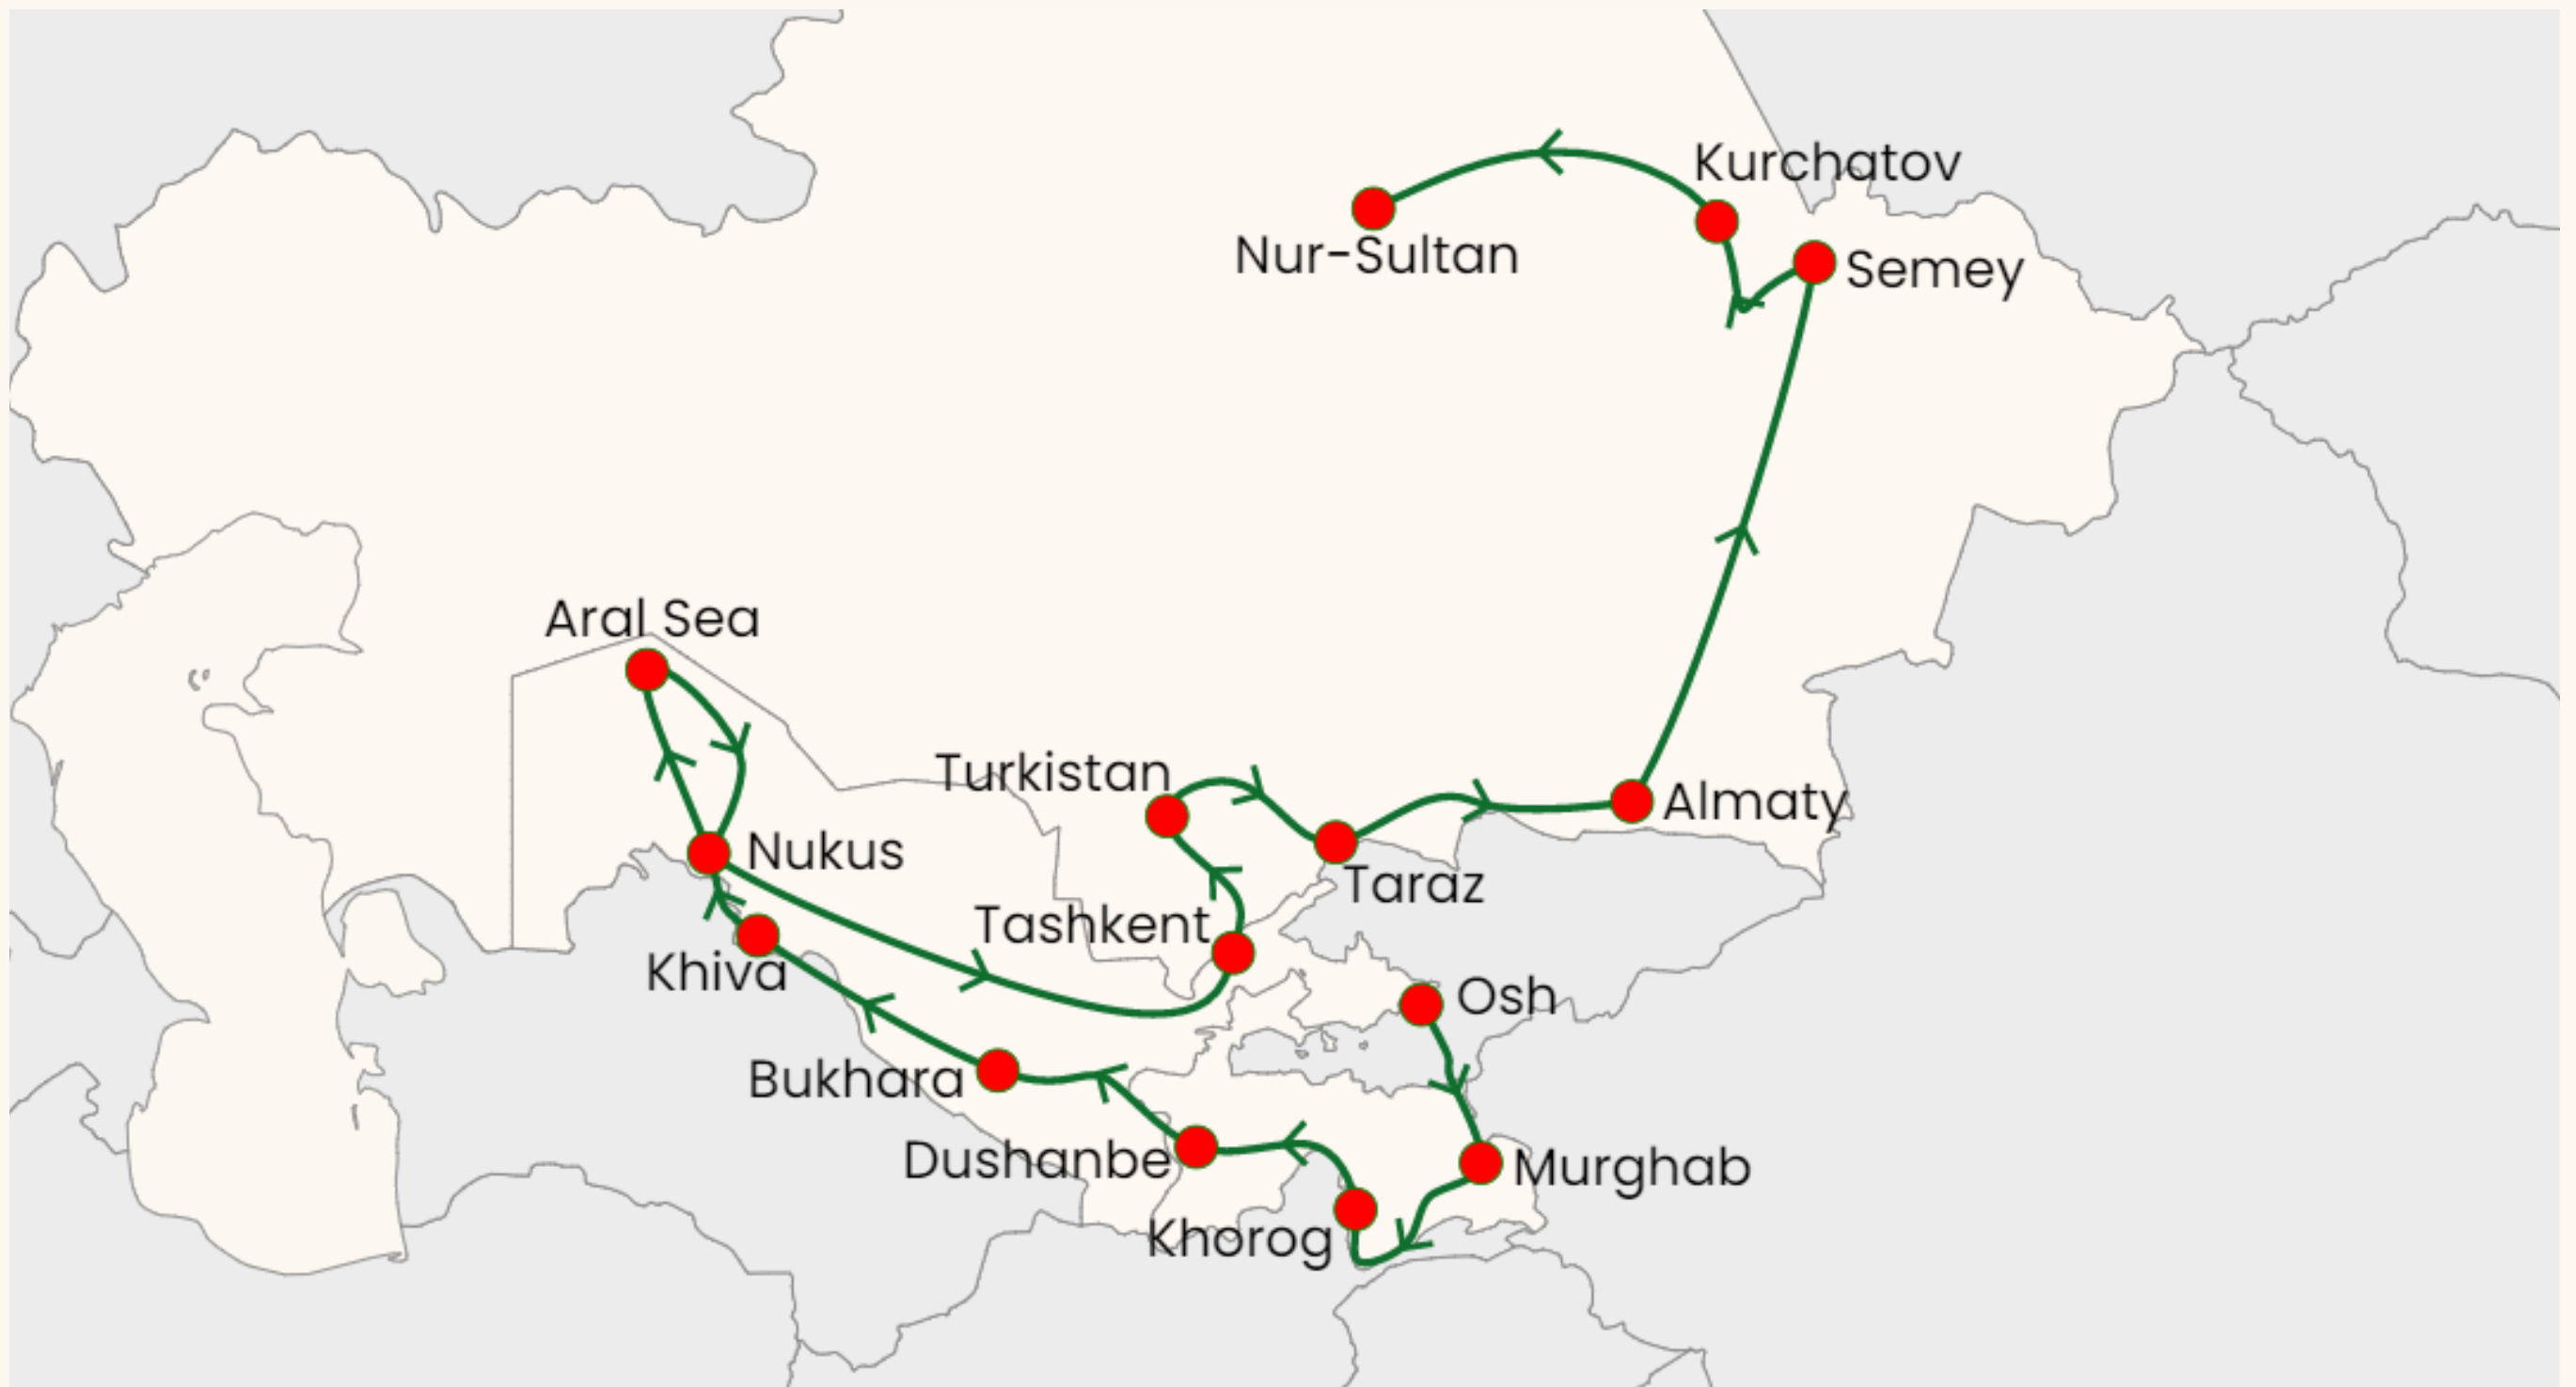 Kurchatov
Nur-Sultan
Semey
Aral Sea
Turkistan
Almaty
Nukus
Taraz
Tashkent
Khiva
Osh
Bukhara
Dushanbe
Murghab
Khorog